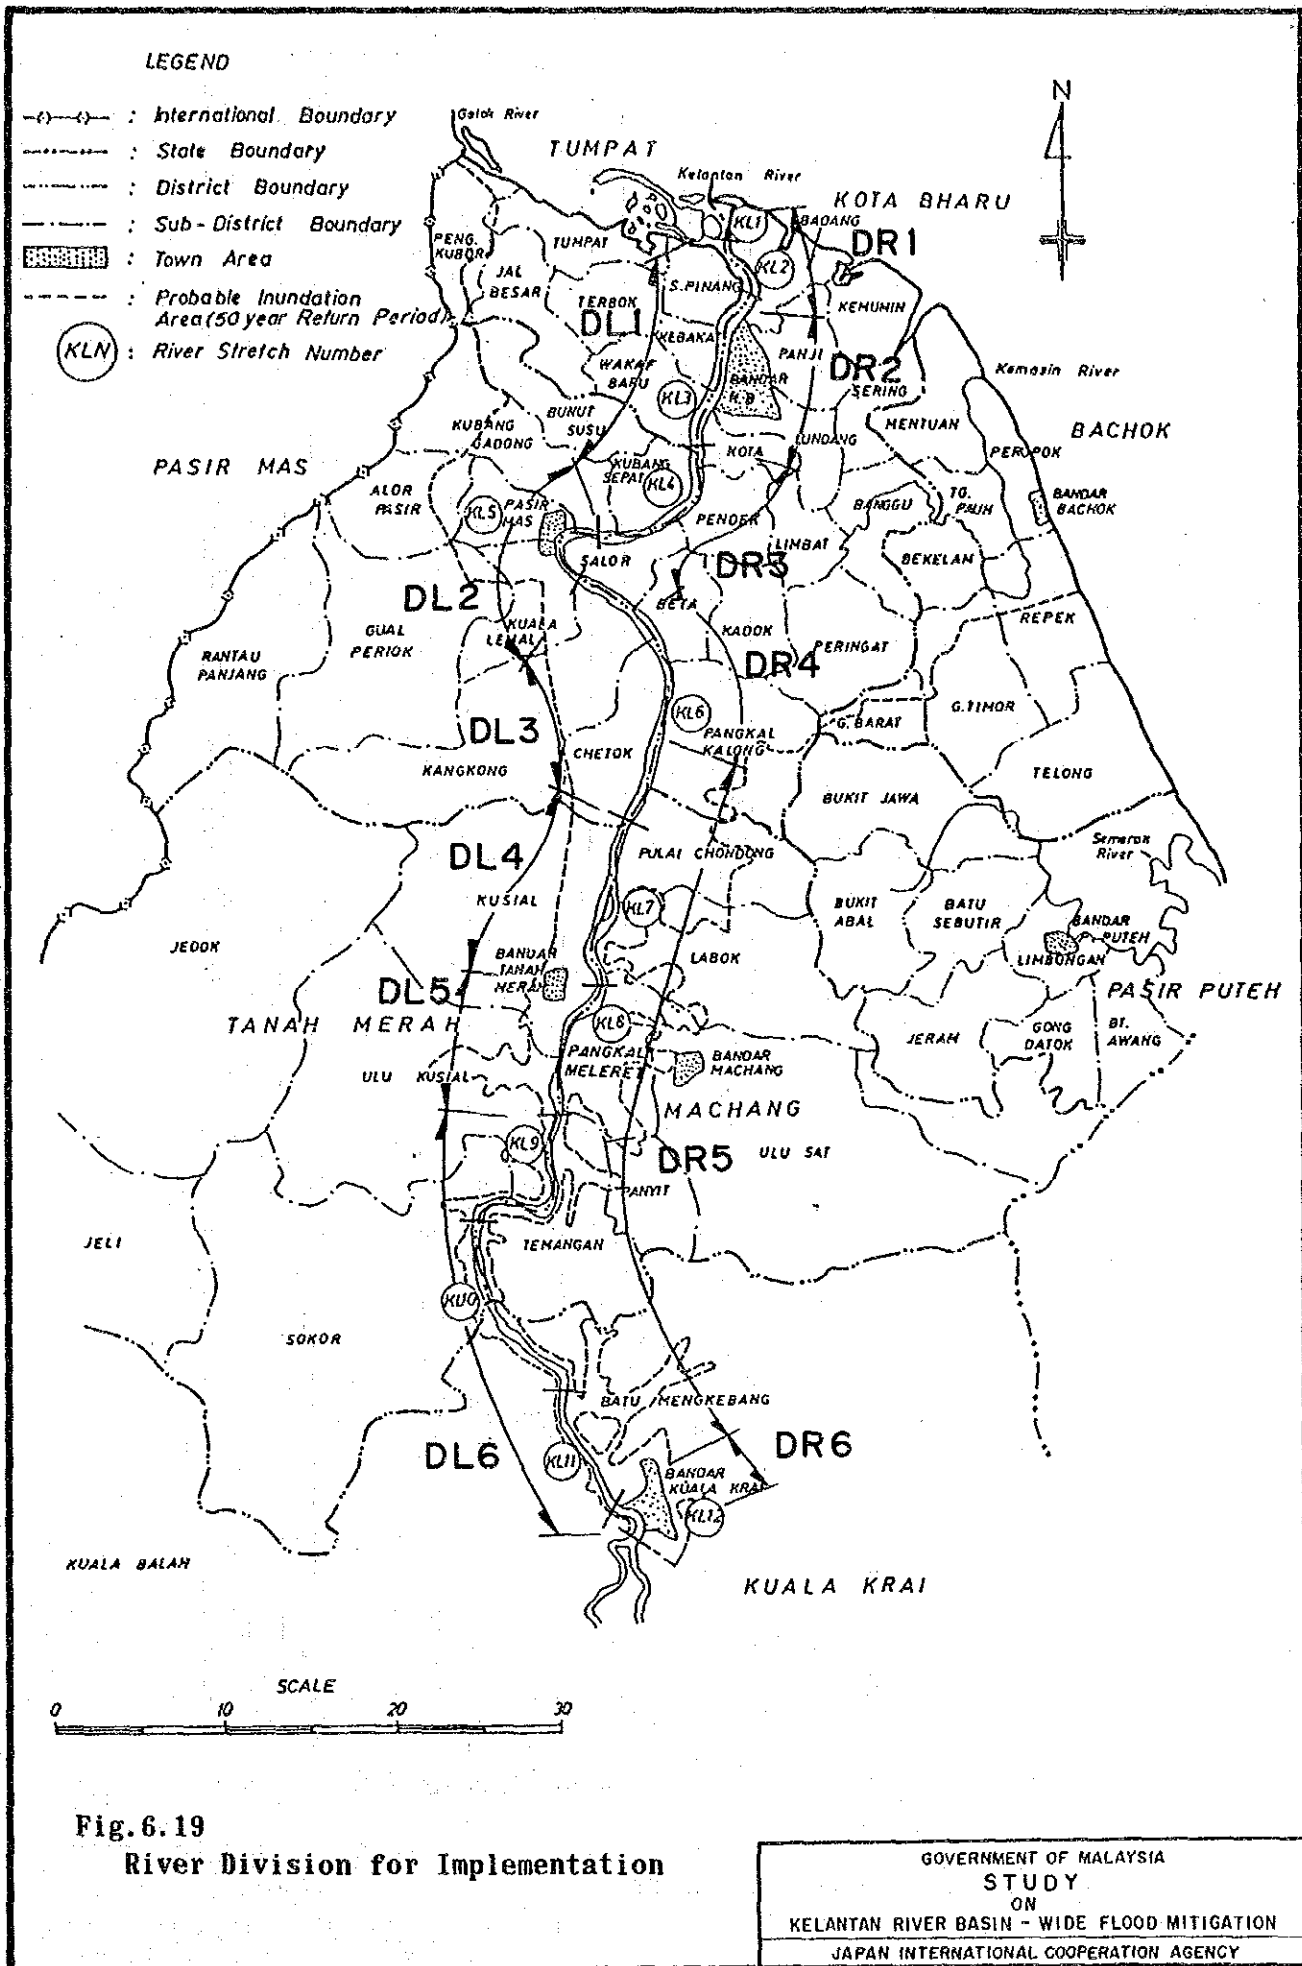 LEGEND
: International Boundary
: State Boundary
: District Boundary
: Sub-District Boundary
: Town Area
: Probable Inundation
Area (50 year Return Period)
KLN : River Stretch Number
N
Golok River
TUMPAT
Kelantan River
KOTA BHARU
KL1
BADANG
DR1
PENG.
KUBOR
TUMPAT
KL2
JAL
BESAR
S.PINANG
TERBOK
KEMUNIN
DL1
KEBAKA
PANJI
WAKAF
BARU
DR2
BANDAR
K.B
SERING
Kemasin River
KL3
BUNUT
SUSU
KUBANG
GADONG
MENTUAN
BACHOK
KOTA
LUNDANG
PERUPOK
PASIR MAS
KUBANG
SEPAT
KL4
ALOR
PASIR
KL5
PASIR
MAS
BANGGU
TG.
PAUH
BANDAR
BACHOK
PENDEK
LIMBAT
BEKELAM
SALOR
DR3
DL2
BETA
REPEK
KUALA
LEMAL
KADOK
GUAL
PERIOK
PERINGAT
RANTAU
PANJANG
DR4
KL6
G.TIMOR
G.BARAT
DL3
PANGKAL
KALONG
CHETOK
KANGKONG
TELONG
BUKIT JAWA
Semerak
River
DL4
PULAI CHONDONG
KUSIAL
KL7
BUKIT
ABAL
BATU
SEBUTIR
BANDAR
P. PUTEH
JEDOK
BANDAR
TANAH
MERAH
LABOK
LIMBONGAN
DL5
PASIR PUTEH
TANAH MERAH
KL8
JERAM
GONG
DATOK
BT.
AWANG
PANGKAL
MELERET
BANDAR
MACHANG
ULU KUSIAL
MACHANG
KL9
DR5
ULU SAT
PANYIT
JELI
TEMANGAN
KL10
SOKOR
BATU MENGKEBANG
DL6
DR6
KL11
BANDAR
KUALA KRAI
KL12
KUALA BALAH
KUALA KRAI
SCALE
0 10 20 30
Fig.6.19
River Division for Implementation
GOVERNMENT OF MALAYSIA
STUDY
ON
KELANTAN RIVER BASIN - WIDE FLOOD MITIGATION
JAPAN INTERNATIONAL COOPERATION AGENCY